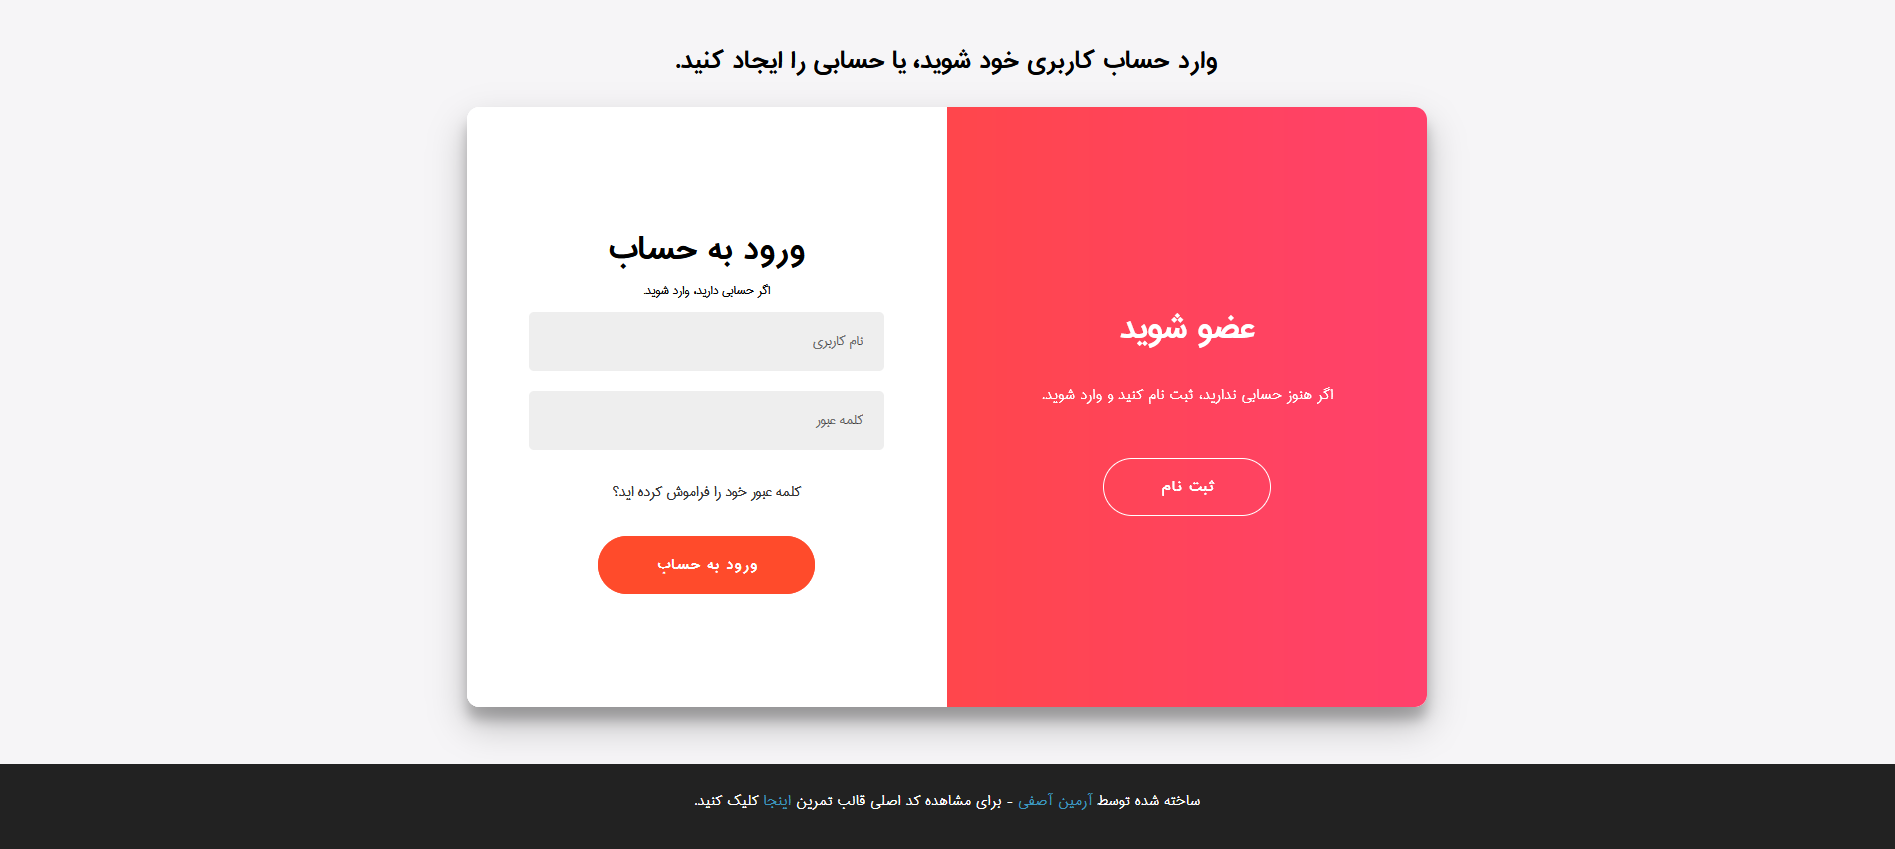 وارد حساب کاربری خود شوید، یا حسابی را ایجاد کنید.
عضو شوید
اگر هنوز حسابی ندارید، ثبت نام کنید و وارد شوید.
ثبت نام
ورود به حساب
اگر حسابی دارید، وارد شوید.
نام کاربری
کلمه عبور
کلمه عبور خود را فراموش کرده اید؟
ورود به حساب
ساخته شده توسط آرمین آصفی - برای مشاهده کد اصلی قالب تمرین اینجا کلیک کنید.